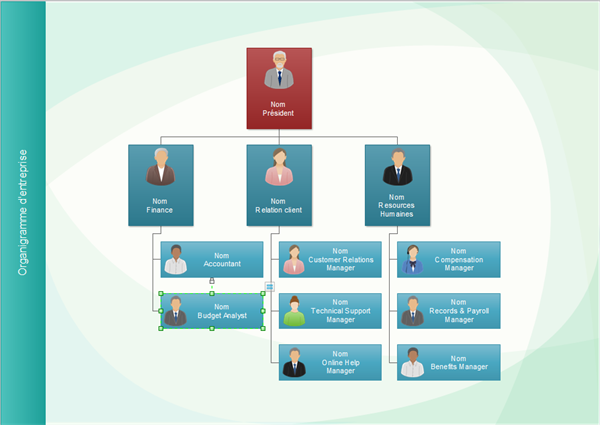 Organigramme d'entreprise
Nom
Président
Nom
Finance
Nom
Relation client
Nom
Resources
Humaines
Nom
Accountant
Nom
Customer Relations
Manager
Nom
Compensation
Manager
Nom
Budget Analyst
Nom
Technical Support
Manager
Nom
Records & Payroll
Manager
Nom
Online Help
Manager
Nom
Benefits Manager